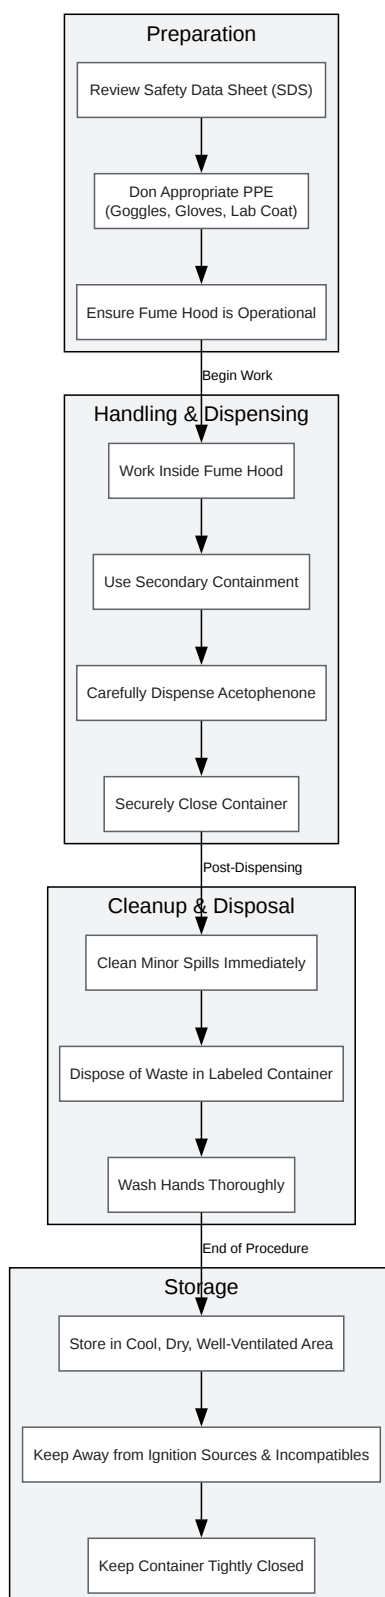 Preparation
Review Safety Data Sheet (SDS)
Don Appropriate PPE
(Goggles, Gloves, Lab Coat)
Ensure Fume Hood is Operational
Begin Work
Handling & Dispensing
Work Inside Fume Hood
Use Secondary Containment
Carefully Dispense Acetophenone
Securely Close Container
Post-Dispensing
Cleanup & Disposal
Clean Minor Spills Immediately
Dispose of Waste in Labeled Container
Wash Hands Thoroughly
End of Procedure
Storage
Store in Cool, Dry, Well-Ventilated Area
Keep Away from Ignition Sources & Incompatibles
Keep Container Tightly Closed